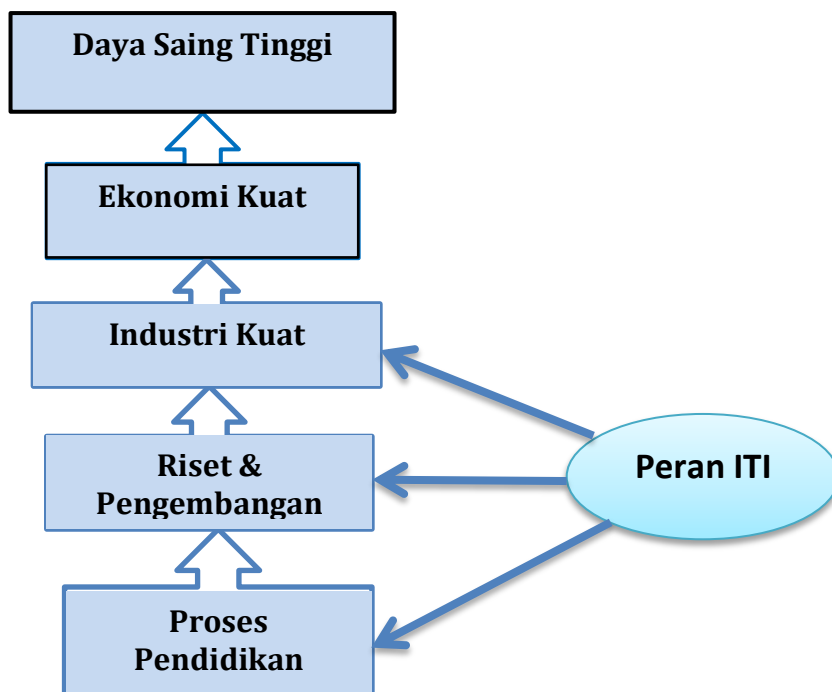 Daya Saing Tinggi
Ekonomi Kuat
Industri Kuat
Riset &
Pengembangan
Peran ITI
Proses
Pendidikan